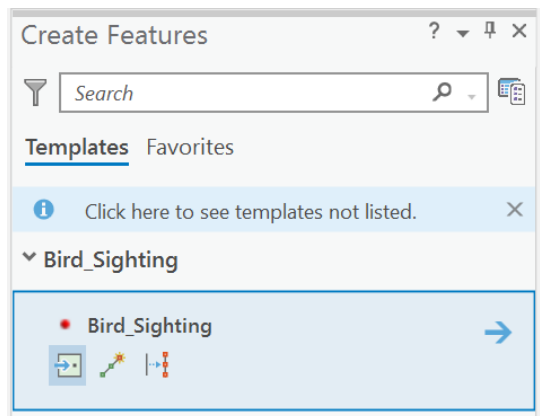 Create Features
?
Search
Templates Favorites
Click here to see templates not listed.
Bird_Sighting
Bird_Sighting